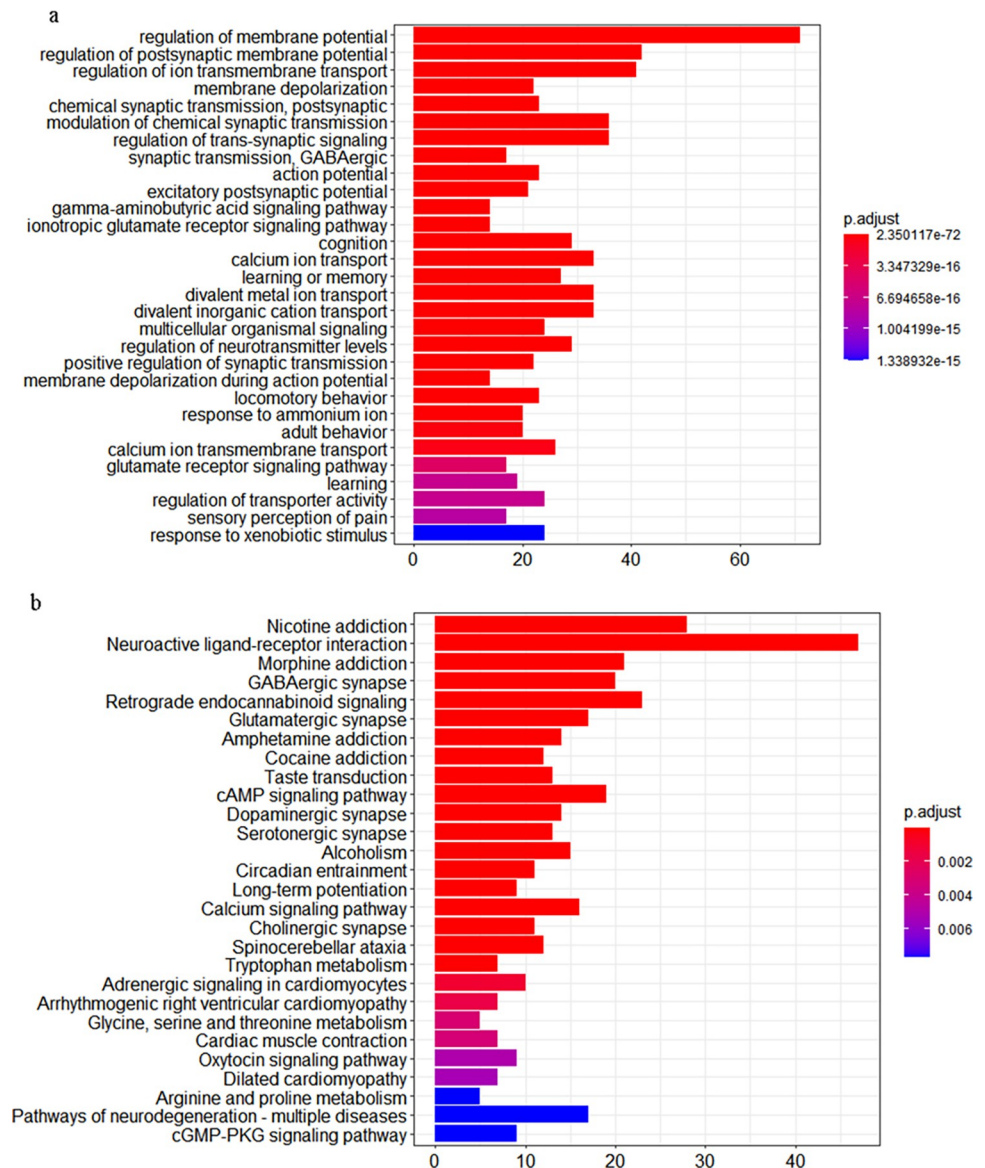 a
regulation of membrane potential
regulation of postsynaptic membrane potential
regulation of ion transmembrane transport
membrane depolarization
chemical synaptic transmission, postsynaptic
modulation of chemical synaptic transmission
regulation of trans-synaptic signaling
synaptic transmission, GABAergic
action potential
excitatory postsynaptic potential
gamma-aminobutyric acid signaling pathway
ionotropic glutamate receptor signaling pathway
cognition
calcium ion transport
learning or memory
divalent metal ion transport
divalent inorganic cation transport
multicellular organismal signaling
regulation of neurotransmitter levels
positive regulation of synaptic transmission
membrane depolarization during action potential
locomotory behavior
response to ammonium ion
adult behavior
calcium ion transmembrane transport
glutamate receptor signaling pathway
learning
regulation of transporter activity
sensory perception of pain
response to xenobiotic stimulus
0 20 40 60
p.adjust
2.350117e-72
3.347329e-16
6.694658e-16
1.004199e-15
1.338932e-15
b
Nicotine addiction
Neuroactive ligand-receptor interaction
Morphine addiction
GABAergic synapse
Retrograde endocannabinoid signaling
Glutamatergic synapse
Amphetamine addiction
Cocaine addiction
Taste transduction
cAMP signaling pathway
Dopaminergic synapse
Serotonergic synapse
Alcoholism
Circadian entrainment
Long-term potentiation
Calcium signaling pathway
Cholinergic synapse
Spinocerebellar ataxia
Tryptophan metabolism
Adrenergic signaling in cardiomyocytes
Arrhythmogenic right ventricular cardiomyopathy
Glycine, serine and threonine metabolism
Cardiac muscle contraction
Oxytocin signaling pathway
Dilated cardiomyopathy
Arginine and proline metabolism
Pathways of neurodegeneration - multiple diseases
cGMP-PKG signaling pathway
0 10 20 30 40
p.adjust
0.002
0.004
0.006